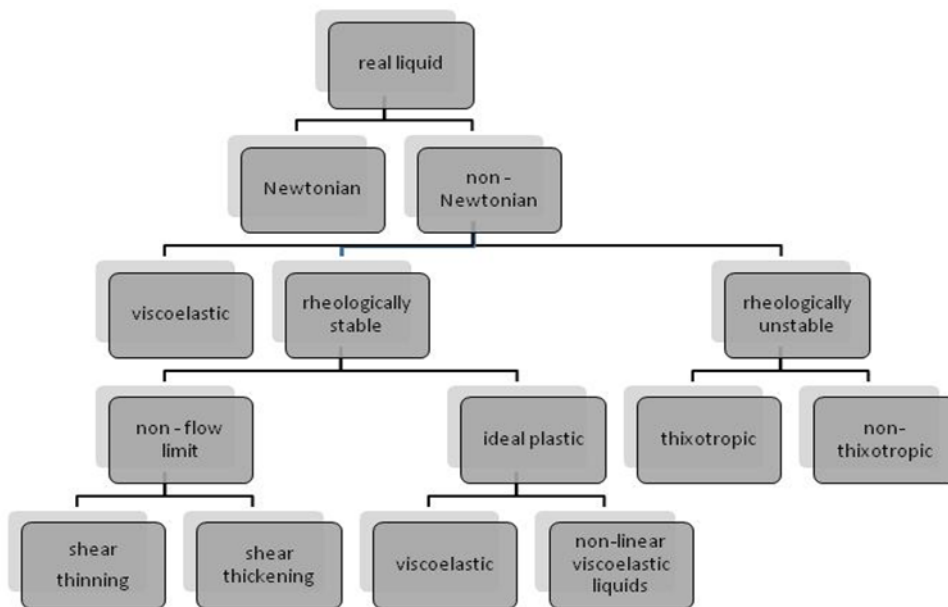 real liquid
Newtonian
non -
Newtonian
viscoelastic
rheologically
stable
rheologically
unstable
non - flow
limit
ideal plastic
thixotropic
non-
thixotropic
shear
thinning
shear
thickening
viscoelastic
non-linear
viscoelastic
liquids